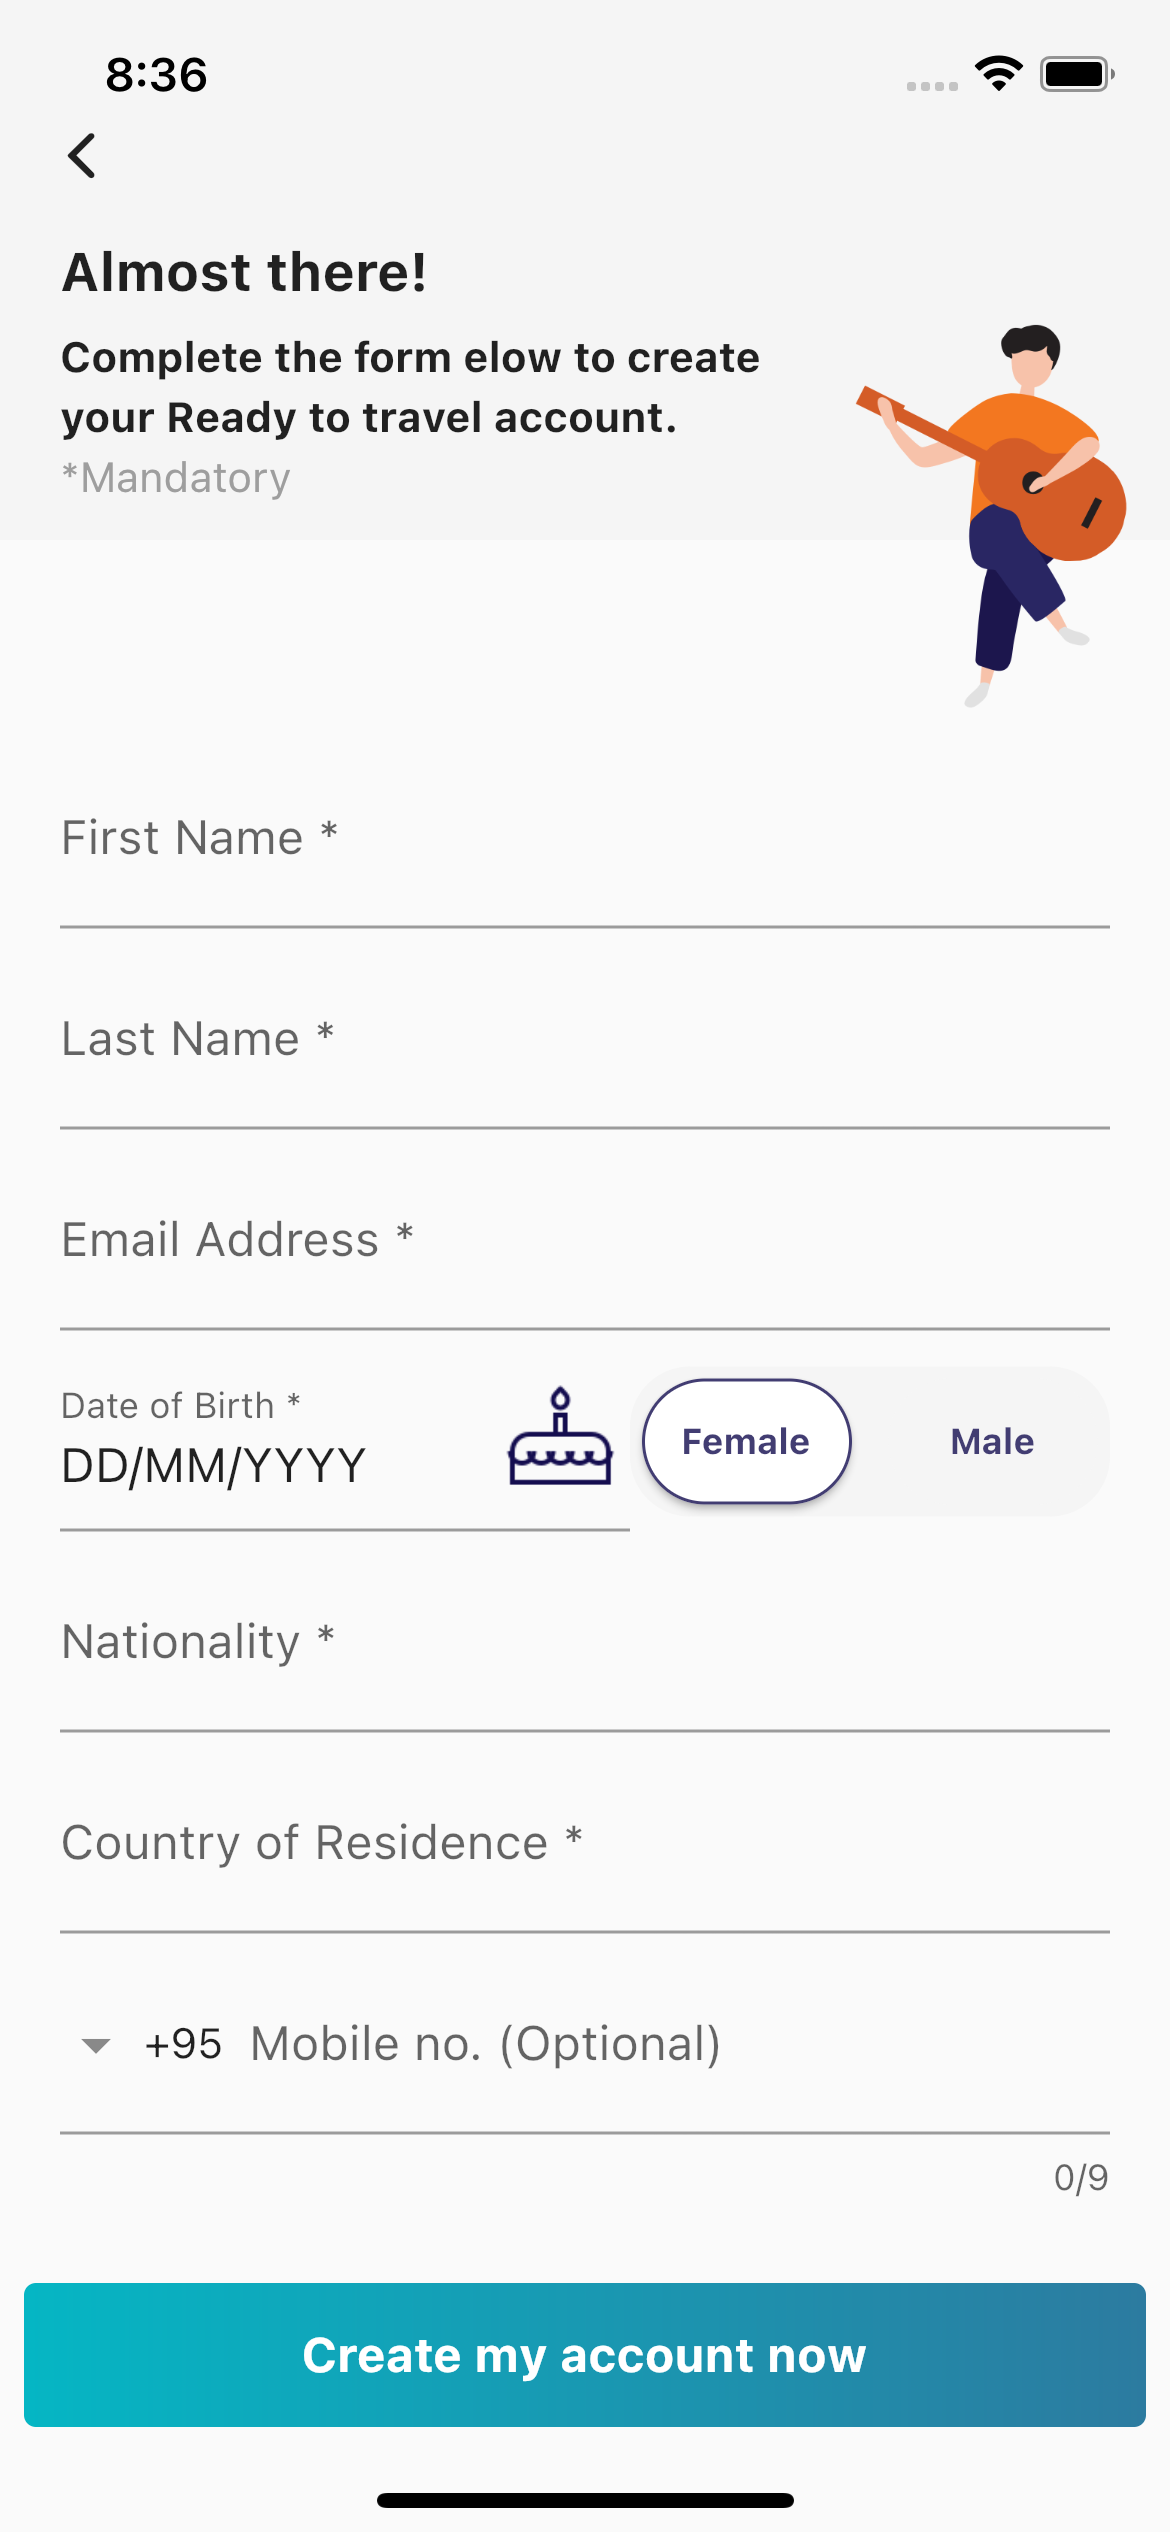 8:36
Almost there!
Complete the form elow to create
your Ready to travel account.
*Mandatory
First Name *
Last Name *
Email Address *
Date of Birth *
DD/MM/YYYY
Female
Male
Nationality *
Country of Residence *
+95 Mobile no. (Optional)
0/9
Create my account now